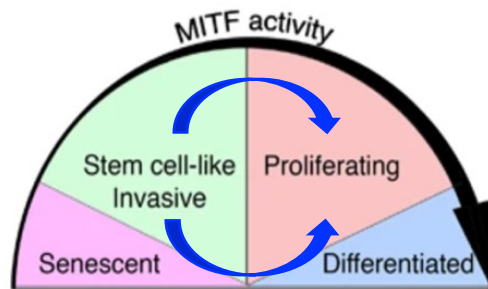 MITF activity
Stem cell-like
Invasive
Proliferating
Senescent
Differentiated